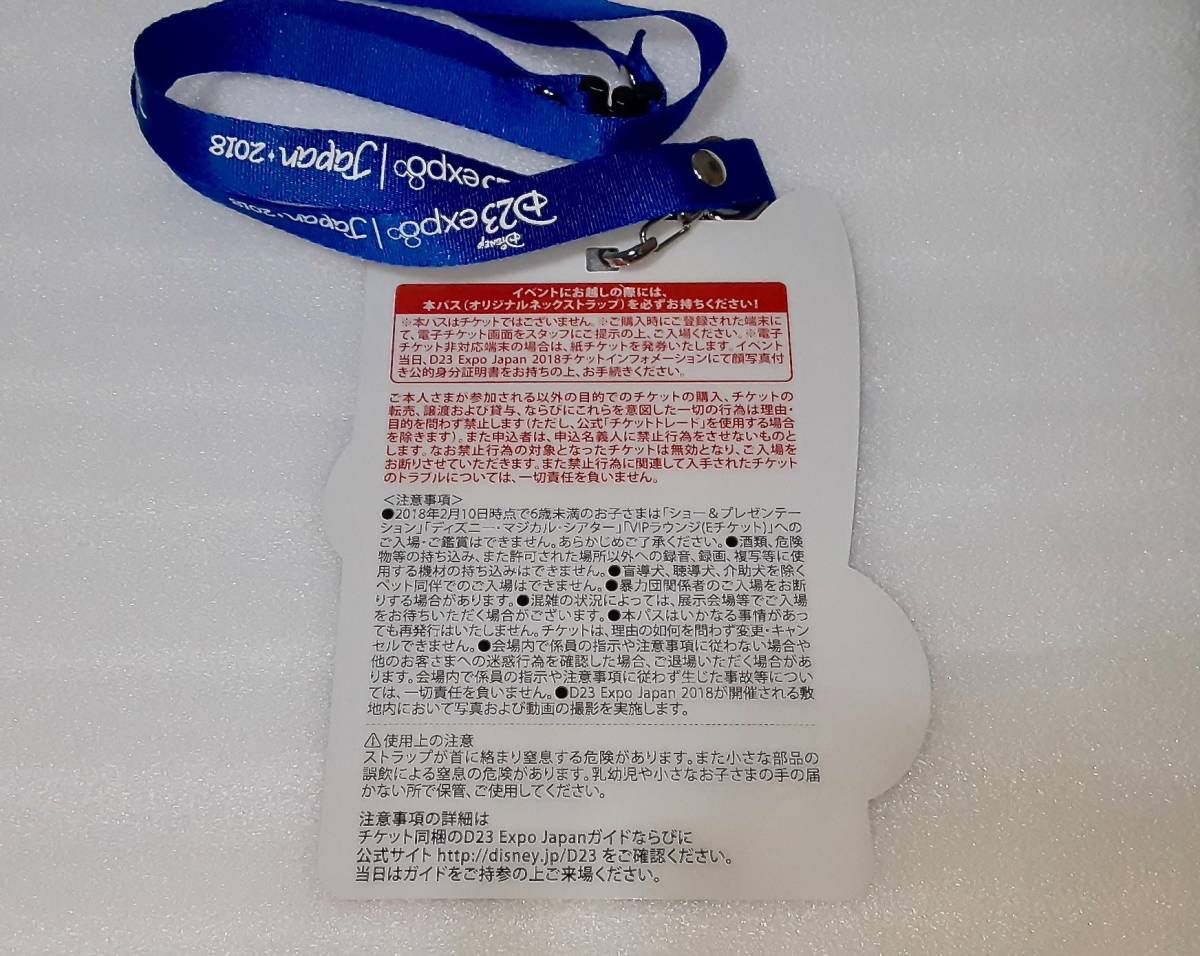 D23 expo | Japan・2018
Disney D23 expo | Japan・2018
イベントにお越しの際には、
本パス（オリジナルネックストラップ）を必ずお持ちください！
※本パスはチケットではございません。※ご購入時にご登録された端末に
て、電子チケット画面をスタッフにご提示の上、ご入場ください。※電子
チケット非対応端末の場合は、紙チケットを発券いたします。イベント
当日、D23 Expo Japan 2018チケットインフォメーションにて顔写真付
き公的身分証明書をお持ちの上、お手続きください。
ご本人さまが参加される以外の目的でのチケットの購入、チケットの
転売、譲渡および貸与、ならびにこれらを意図した一切の行為は理由・
目的を問わず禁止します（ただし、公式「チケットトレード」を使用する場合
を除きます）。また申込者は、申込名義人に禁止行為をさせないものと
します。なお禁止行為の対象となったチケットは無効となり、ご入場を
お断りさせていただきます。また禁止行為に関連して入手されたチケット
のトラブルについては、一切責任を負いません。
＜注意事項＞
●2018年2月10日時点で6歳未満のお子さまは「ショー＆プレゼンテー
ション」「ディズニー・マジカル・シアター」「VIPラウンジ(Eチケット)」への
ご入場・ご鑑賞はできません。あらかじめご了承ください。●酒類、危険
物等の持ち込み、また許可された場所以外への録音、録画、複写等に使
用する機材の持ち込みはできません。●盲導犬、聴導犬、介助犬を除く
ペット同伴でのご入場はできません。●暴力団関係者のご入場をお断
りする場合があります。●混雑の状況によっては、展示会場等でご入場
をお待ちいただく場合がございます。●本パスはいかなる事情があっ
ても再発行はいたしません。チケットは、理由の如何を問わず変更・キャン
セルできません。●会場内で係員の指示や注意事項に従わない場合や
他のお客さまへの迷惑行為を確認した場合、ご退場いただく場合があり
ます。会場内で係員の指示や注意事項に従わず生じた事故等につい
ては、一切責任を負いません。●D23 Expo Japan 2018が開催される敷
地内において写真および動画の撮影を実施します。
⚠使用上の注意
ストラップが首に絡まり窒息する危険があります。また小さな部品の
誤飲による窒息の危険があります。乳幼児や小さなお子さまの手の届
かない所で保管、ご使用してください。
注意事項の詳細は
チケット同梱のD23 Expo Japanガイドならびに
公式サイト http://disney.jp/D23 をご確認ください。
当日はガイドをご持参の上ご来場ください。